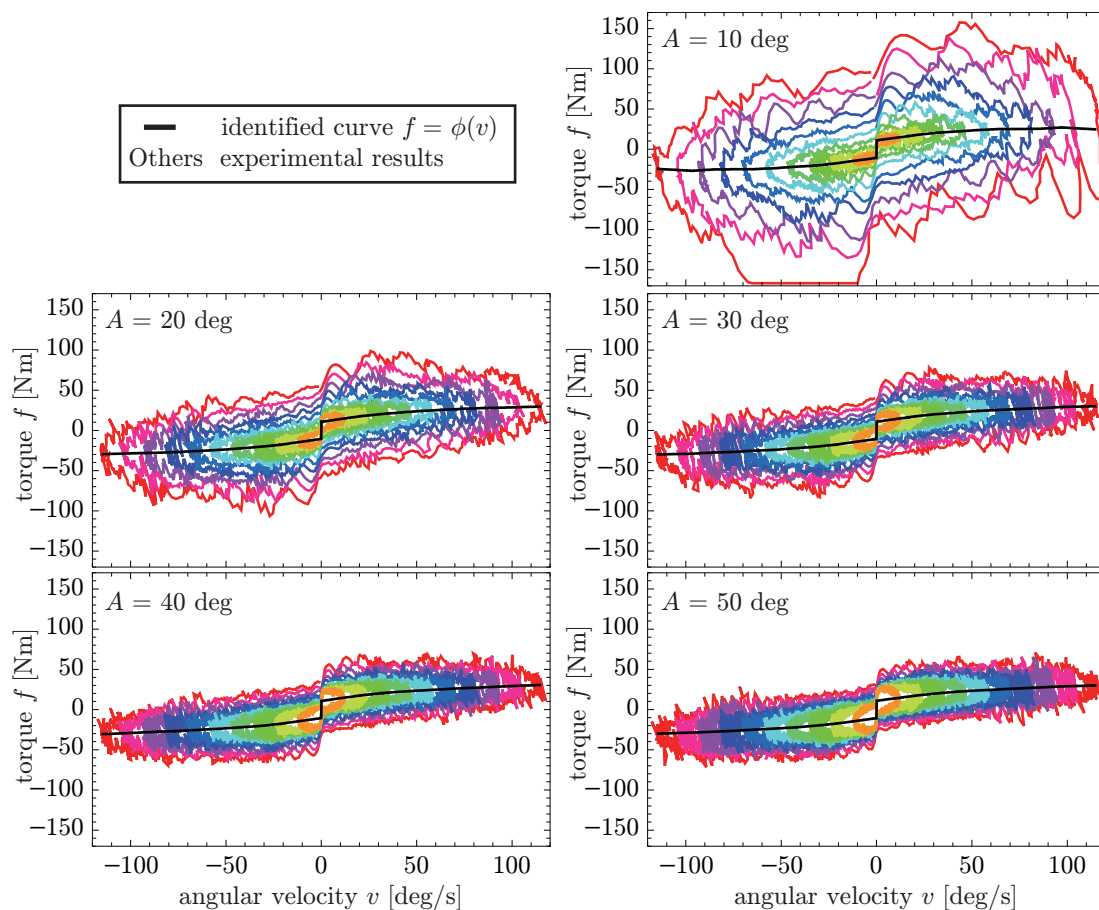 A = 10 deg
150
100
50
0
−50
−100
−150
torque f [Nm]
identified curve f = ϕ(v)
Others experimental results
A = 20 deg
150
100
50
0
−50
−100
−150
torque f [Nm]
A = 30 deg
150
100
50
0
−50
−100
−150
torque f [Nm]
A = 40 deg
150
100
50
0
−50
−100
−150
torque f [Nm]
−100 −50 0 50 100
angular velocity v [deg/s]
A = 50 deg
150
100
50
0
−50
−100
−150
torque f [Nm]
−100 −50 0 50 100
angular velocity v [deg/s]